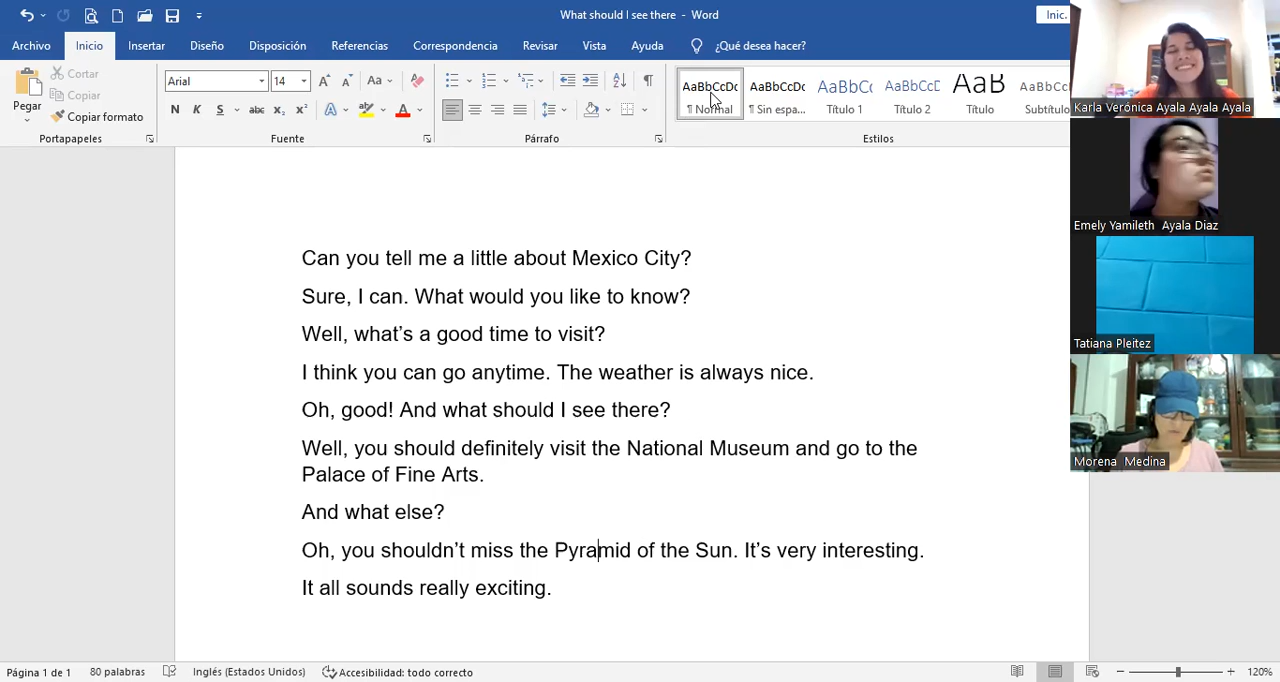 What should I see there - Word
Inic.
Archivo Inicio Insertar Diseño Disposición Referencias Correspondencia Revisar Vista Ayuda ¿Qué desea hacer?
Pegar
Cortar
Copiar
Copiar formato
Portapapeles
Arial 14
Aa
N K S abc x₂ x² A A
Fuente
Párrafo
AaBbCcDc AaBbCcDc AaBbCc AaBbCcD AaB AaBbCcD
¶ Normal ¶ Sin espa... Título 1 Título 2 Título Subtítulo
Estilos
Karla Verónica Ayala Ayala Ayala
Emely Yamileth Ayala Diaz
Tatiana Pleitez
Morena Medina
Can you tell me a little about Mexico City?
Sure, I can. What would you like to know?
Well, what’s a good time to visit?
I think you can go anytime. The weather is always nice.
Oh, good! And what should I see there?
Well, you should definitely visit the National Museum and go to the
Palace of Fine Arts.
And what else?
Oh, you shouldn’t miss the Pyramid of the Sun. It’s very interesting.
It all sounds really exciting.
Página 1 de 1 80 palabras Inglés (Estados Unidos) Accesibilidad: todo correcto 120%